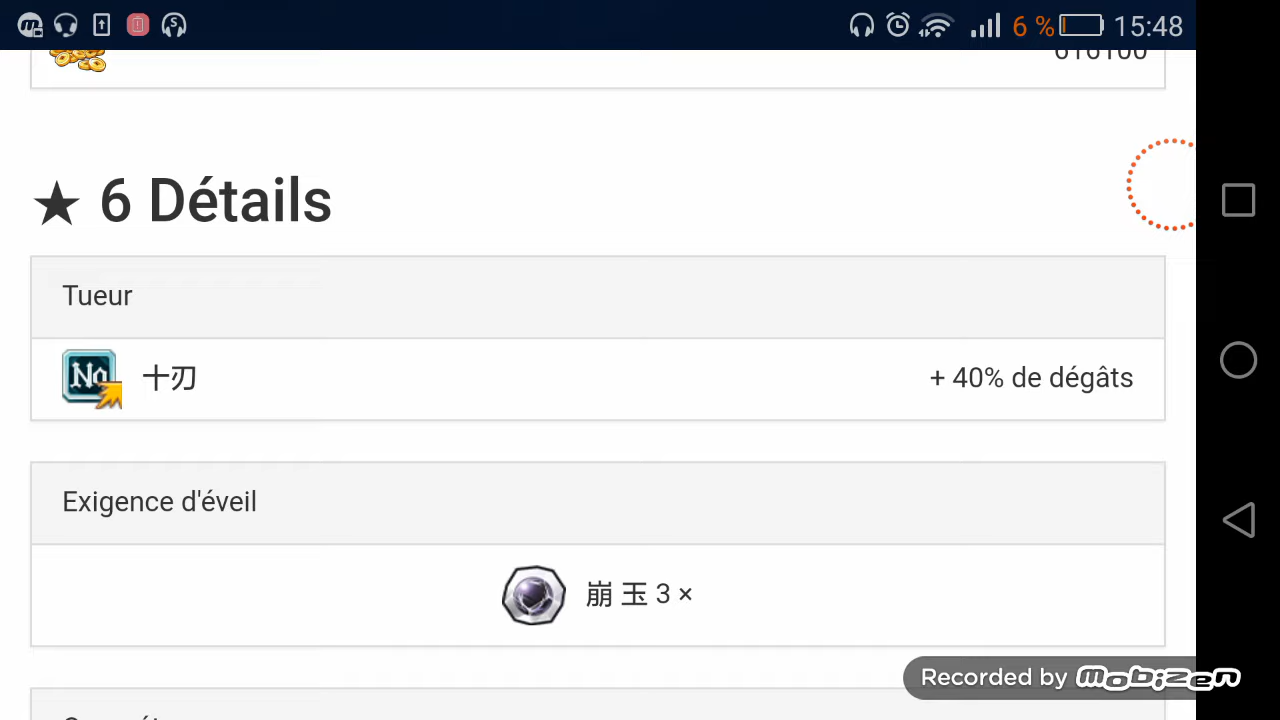 6 % 15:48
616100
★ 6 Détails
Tueur
No 十刃 + 40% de dégâts
Exigence d'éveil
崩 玉 3 ×
Recorded by mobizen